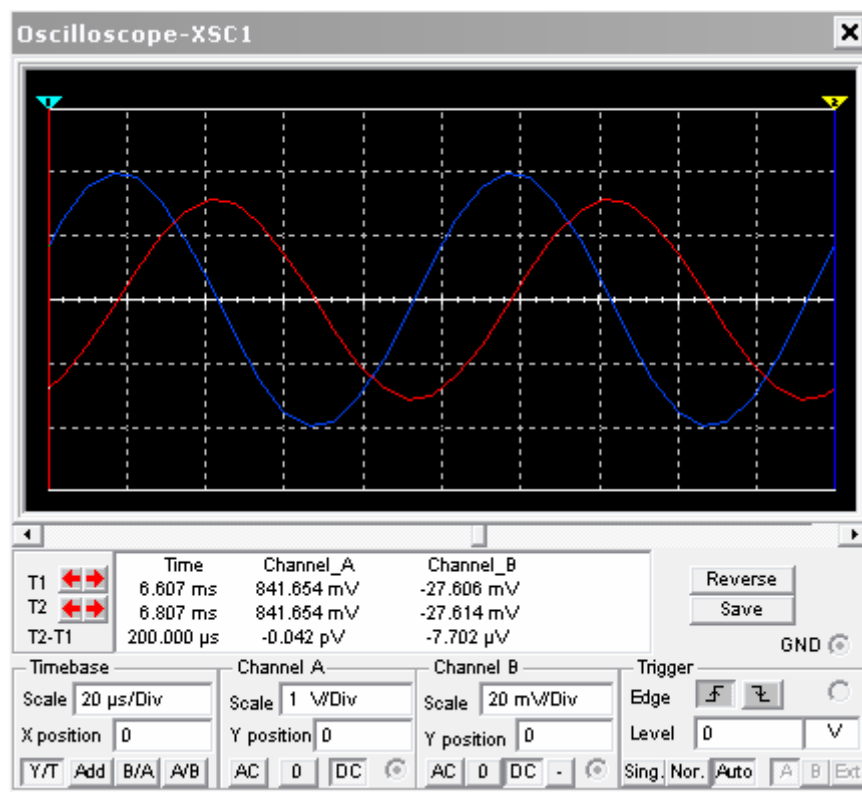 Oscilloscope-XSC1
1
2
Time Channel_A Channel_B
T1 6.607 ms 841.654 mV -27.606 mV
T2 6.807 ms 841.654 mV -27.614 mV
T2-T1 200.000 µs -0.042 pV -7.702 µV
Reverse
Save
GND
Timebase Channel A Channel B Trigger
Scale 20 µs/Div Scale 1 V/Div Scale 20 mV/Div Edge
X position 0 Y position 0 Y position 0 Level 0 V
Y/T Add B/A A/B AC 0 DC AC 0 DC - Sing. Nor. Auto A B Ext